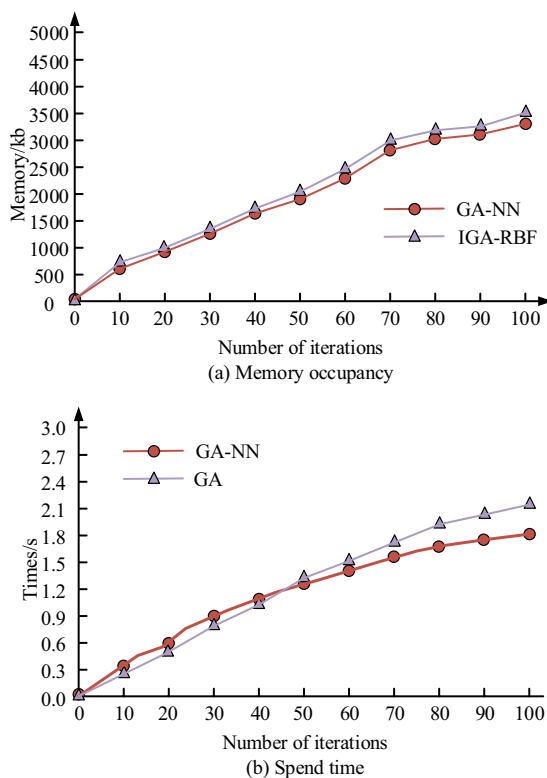 5000
4500
4000
3500
3000
2500
2000
1500
1000
500
0
Memory/kb
GA-NN
IGA-RBF
0 10 20 30 40 50 60 70 80 90 100
Number of iterations
(a) Memory occupancy
3.0
2.7
2.4
2.1
1.8
1.5
1.2
0.9
0.6
0.3
0.0
Times/s
GA-NN
GA
0 10 20 30 40 50 60 70 80 90 100
Number of iterations
(b) Spend time